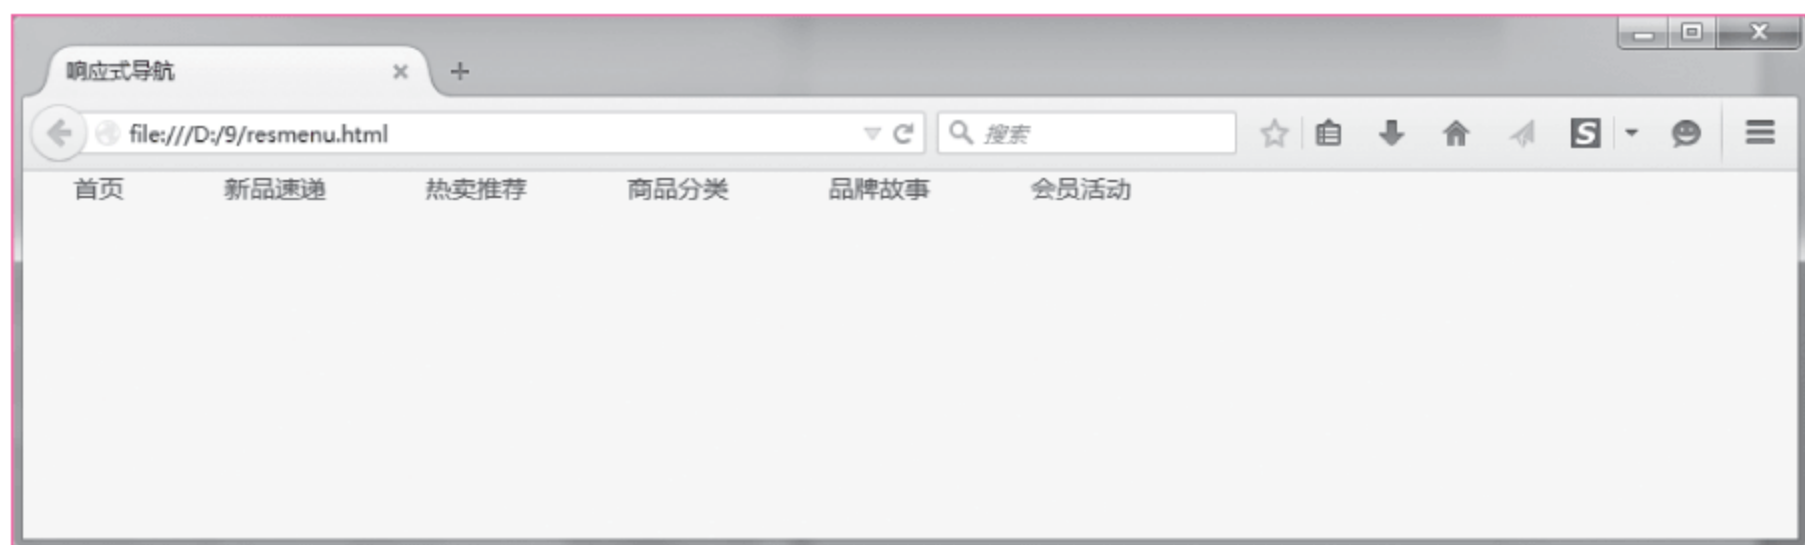 响应式导航
file:///D:/9/resmenu.html
搜索
首页 新品速递 热卖推荐 商品分类 品牌故事 会员活动